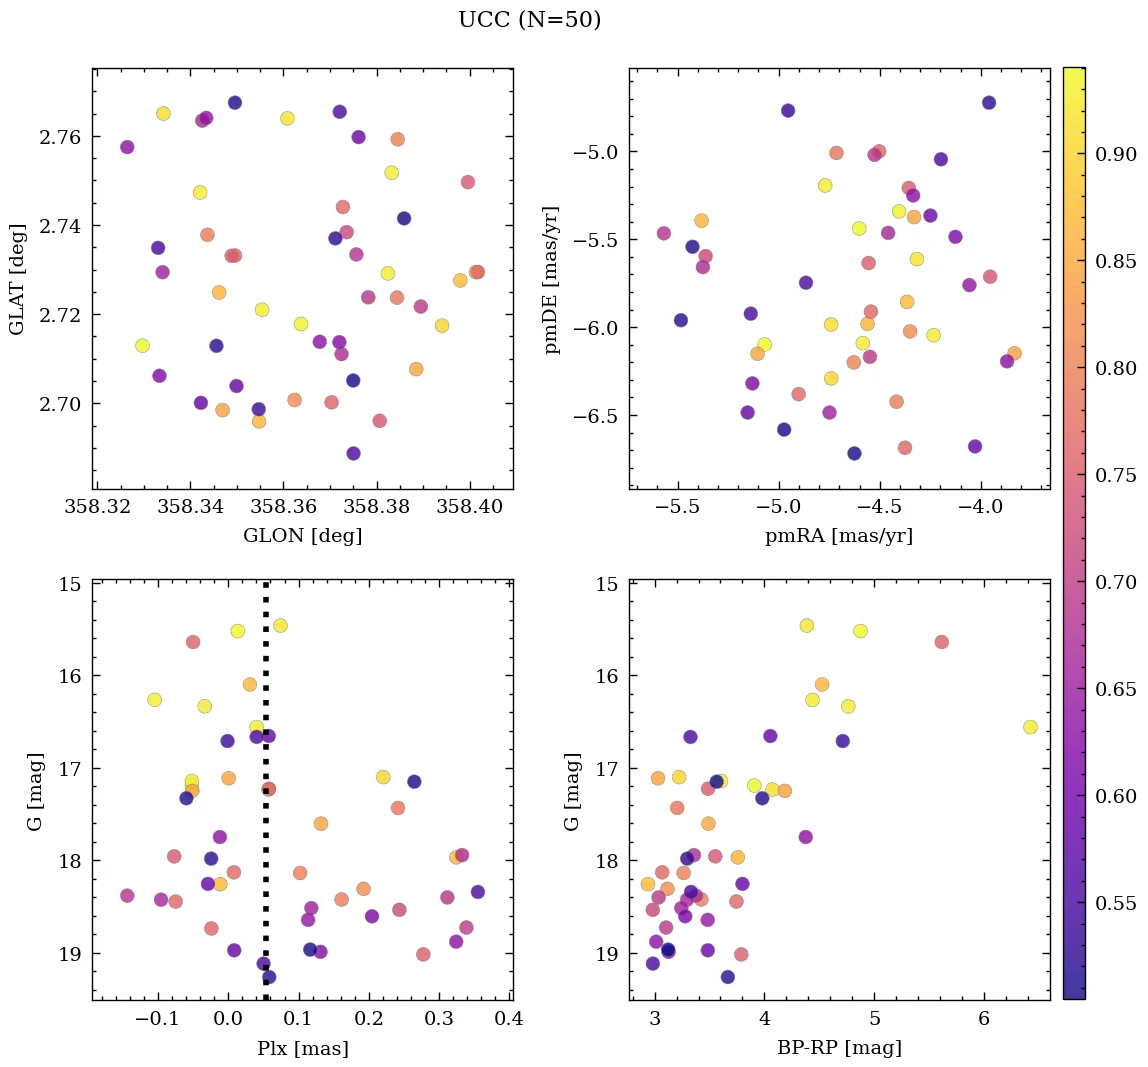 UCC (N=50)
2.76
2.74
2.72
2.70
GLAT [deg]
358.32 358.34 358.36 358.38 358.40
GLON [deg]
−5.0
−5.5
−6.0
−6.5
pmDE [mas/yr]
−5.5 −5.0 −4.5 −4.0
pmRA [mas/yr]
0.90
0.85
0.80
0.75
0.70
0.65
0.60
0.55
15
16
17
18
19
G [mag]
−0.1 0.0 0.1 0.2 0.3 0.4
Plx [mas]
15
16
17
18
19
G [mag]
3 4 5 6
BP-RP [mag]